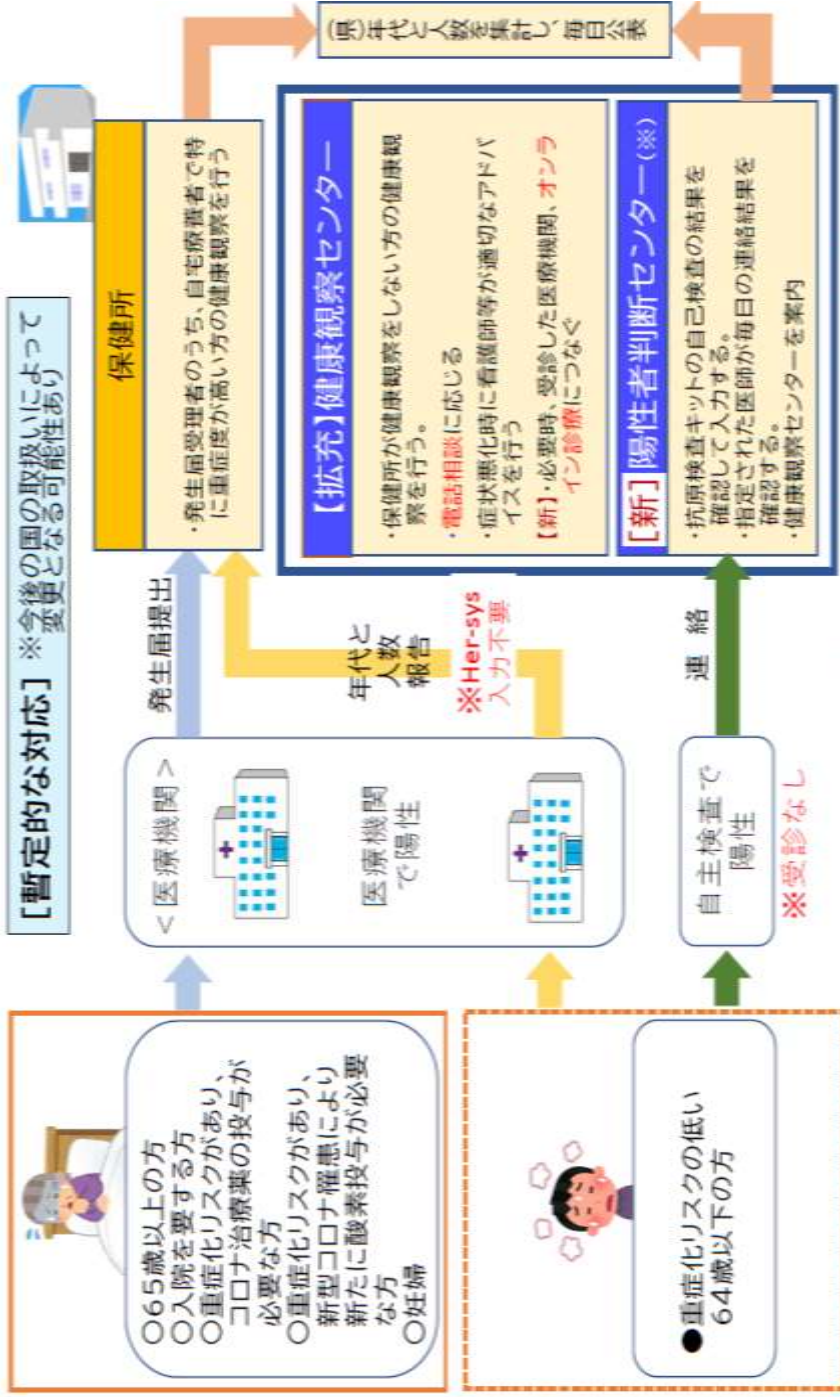 [暫定的な対応]
※今後の国の取扱いによって
変更となる可能性あり
○65歳以上の方
○入院を要する方
○重症化リスクがあり、
コロナ治療薬の投与が
必要な方
○重症化リスクがあり、
新型コロナ罹患により
新たに酸素投与が必要
な方
○妊婦
●重症化リスクの低い
64歳以下の方
<医療機関>
医療機関
で陽性
自主検査で
陽性
※受診なし
発生届提出
年代と
人数
報告
※Her-sys
入力不要
連 絡
保健所
・発生届受理者のうち、自宅療養者で特
に重症度が高い方の健康観察を行う
【拡充】健康観察センター
・保健所が健康観察をしない方の健康観
察を行う。
・電話相談に応じる
・症状悪化時に看護師等が適切なアドバ
イスを行う
【新】・必要時、受診した医療機関、オンラ
イン診療につなぐ
[新]陽性者判断センター(※)
・抗原検査キットの自己検査の結果を
確認して入力する。
・指定された医師が毎日の連絡結果を
確認する。
・健康観察センターを案内
(県)年代と人数を集計し、毎日公表